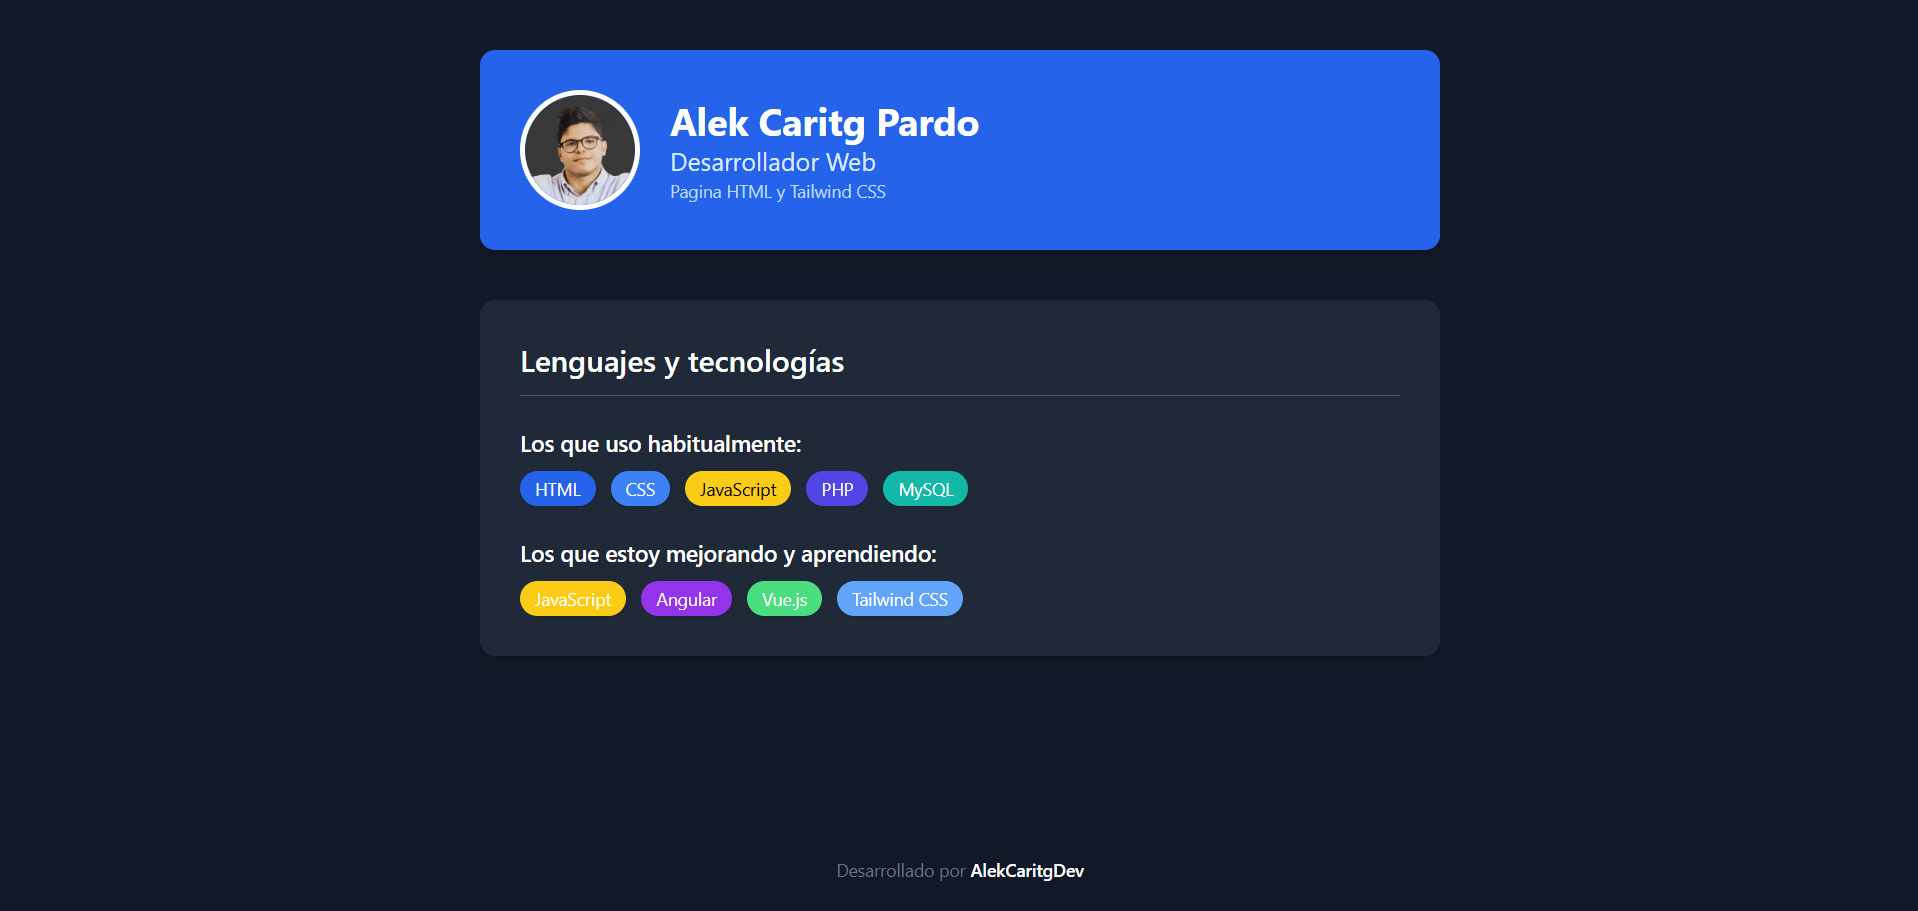 Alek Caritg Pardo
Desarrollador Web
Pagina HTML y Tailwind CSS
Lenguajes y tecnologías
Los que uso habitualmente:
HTML CSS JavaScript PHP MySQL
Los que estoy mejorando y aprendiendo:
JavaScript Angular Vue.js Tailwind CSS
Desarrollado por AlekCaritgDev